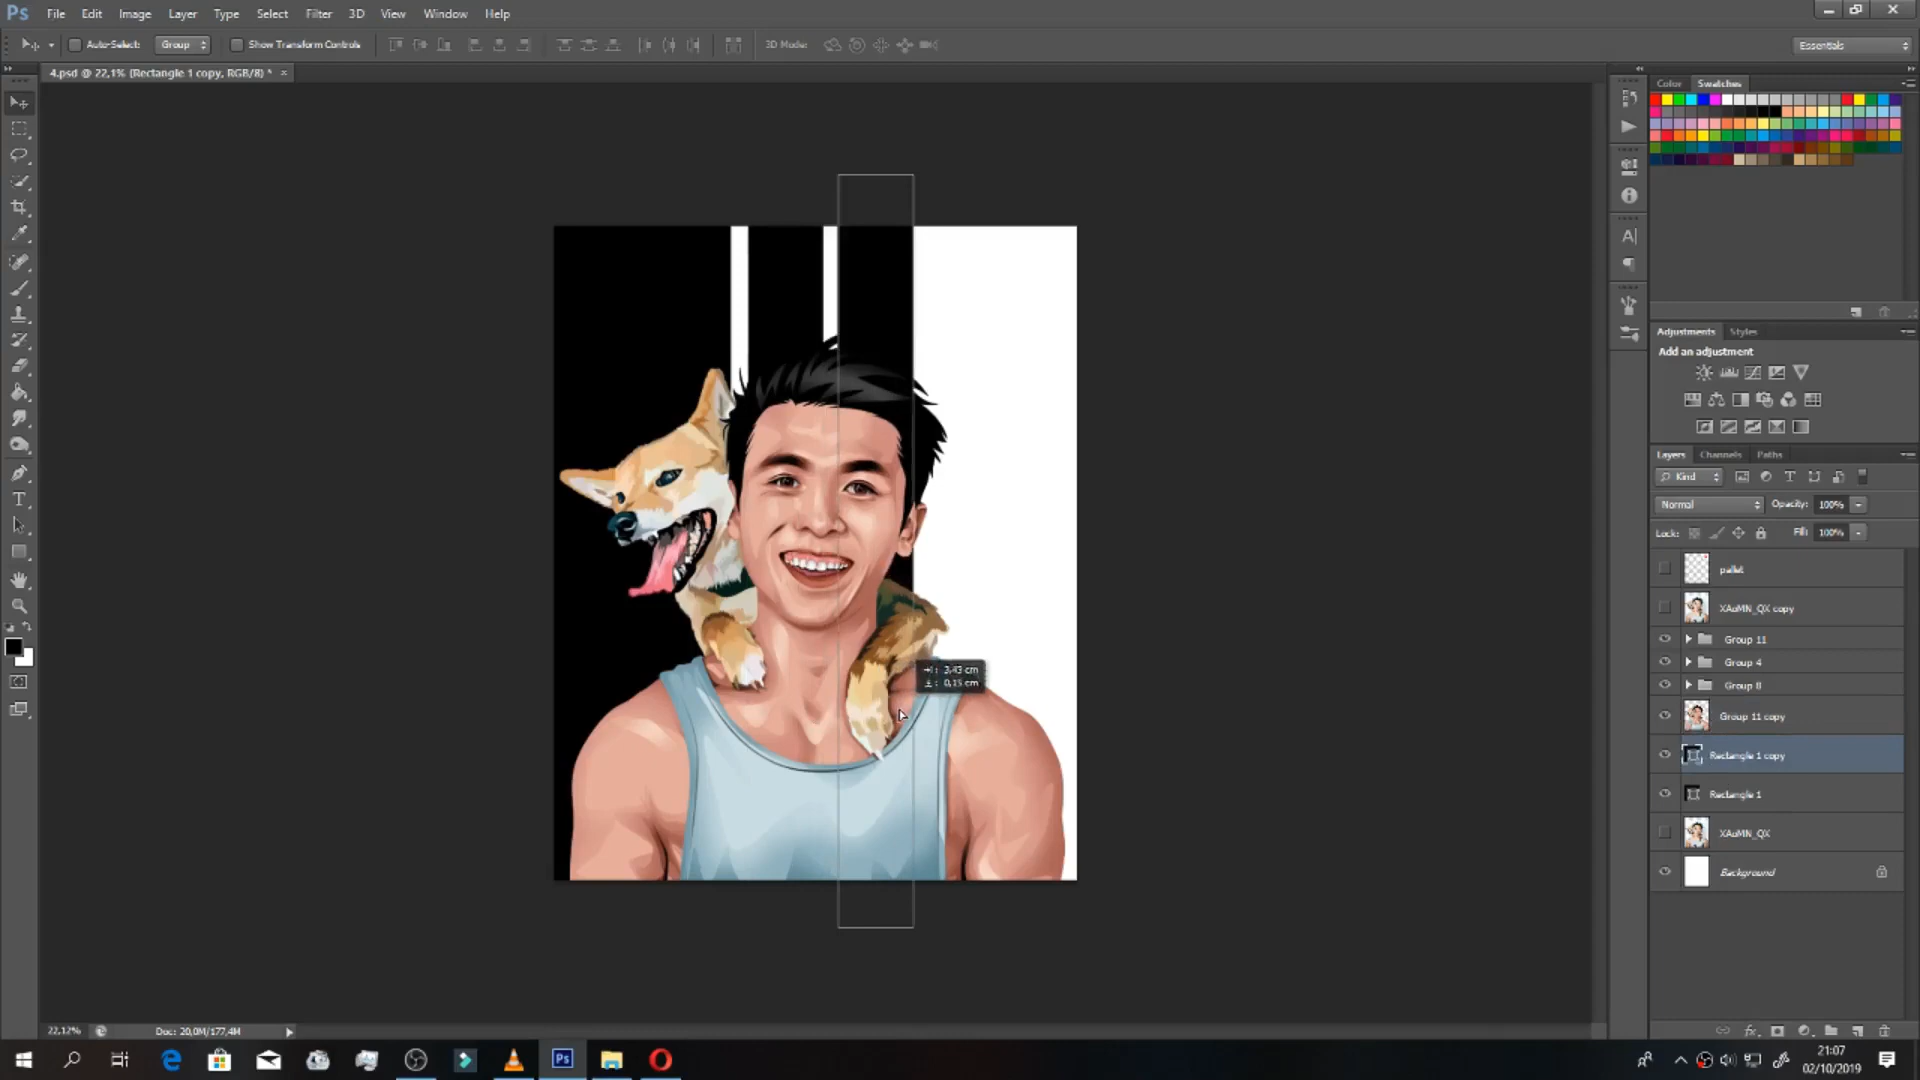 Ps File Edit Image Layer Type Select Filter 3D View Window Help
Auto-Select: Group Show Transform Controls 3D Mode: Essentials
4.psd @ 22,1% (Rectangle 1 copy, RGB/8) * ×
Color Swatches
Adjustments Styles
Add an adjustment
Layers Channels Paths
Kind
Normal Opacity: 100%
Lock: Fill: 100%
pallet
XAoMN_QX copy
Group 11
Group 4
Group 8
Group 11 copy
Rectangle 1 copy
Rectangle 1
XAoMN_QX
Background
→: 3,43 cm
↓: 0,15 cm
22,12% Doc: 20,0M/177,4M
Ps
21:07
02/10/2019